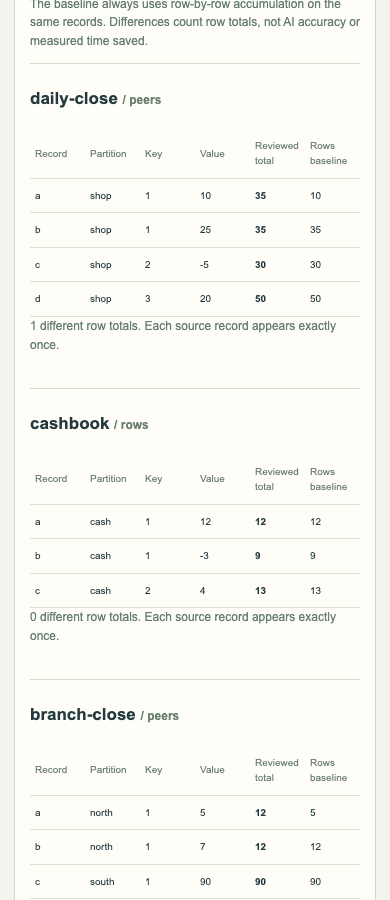 The baseline always uses row-by-row accumulation on the
same records. Differences count row totals, not AI accuracy or
measured time saved.
daily-close / peers
Record Partition Key Value Reviewed total Rows baseline
a shop 1 10 35 10
b shop 1 25 35 35
c shop 2 -5 30 30
d shop 3 20 50 50
1 different row totals. Each source record appears exactly
once.
cashbook / rows
Record Partition Key Value Reviewed total Rows baseline
a cash 1 12 12 12
b cash 1 -3 9 9
c cash 2 4 13 13
0 different row totals. Each source record appears exactly
once.
branch-close / peers
Record Partition Key Value Reviewed total Rows baseline
a north 1 5 12 5
b north 1 7 12 12
c south 1 90 90 90